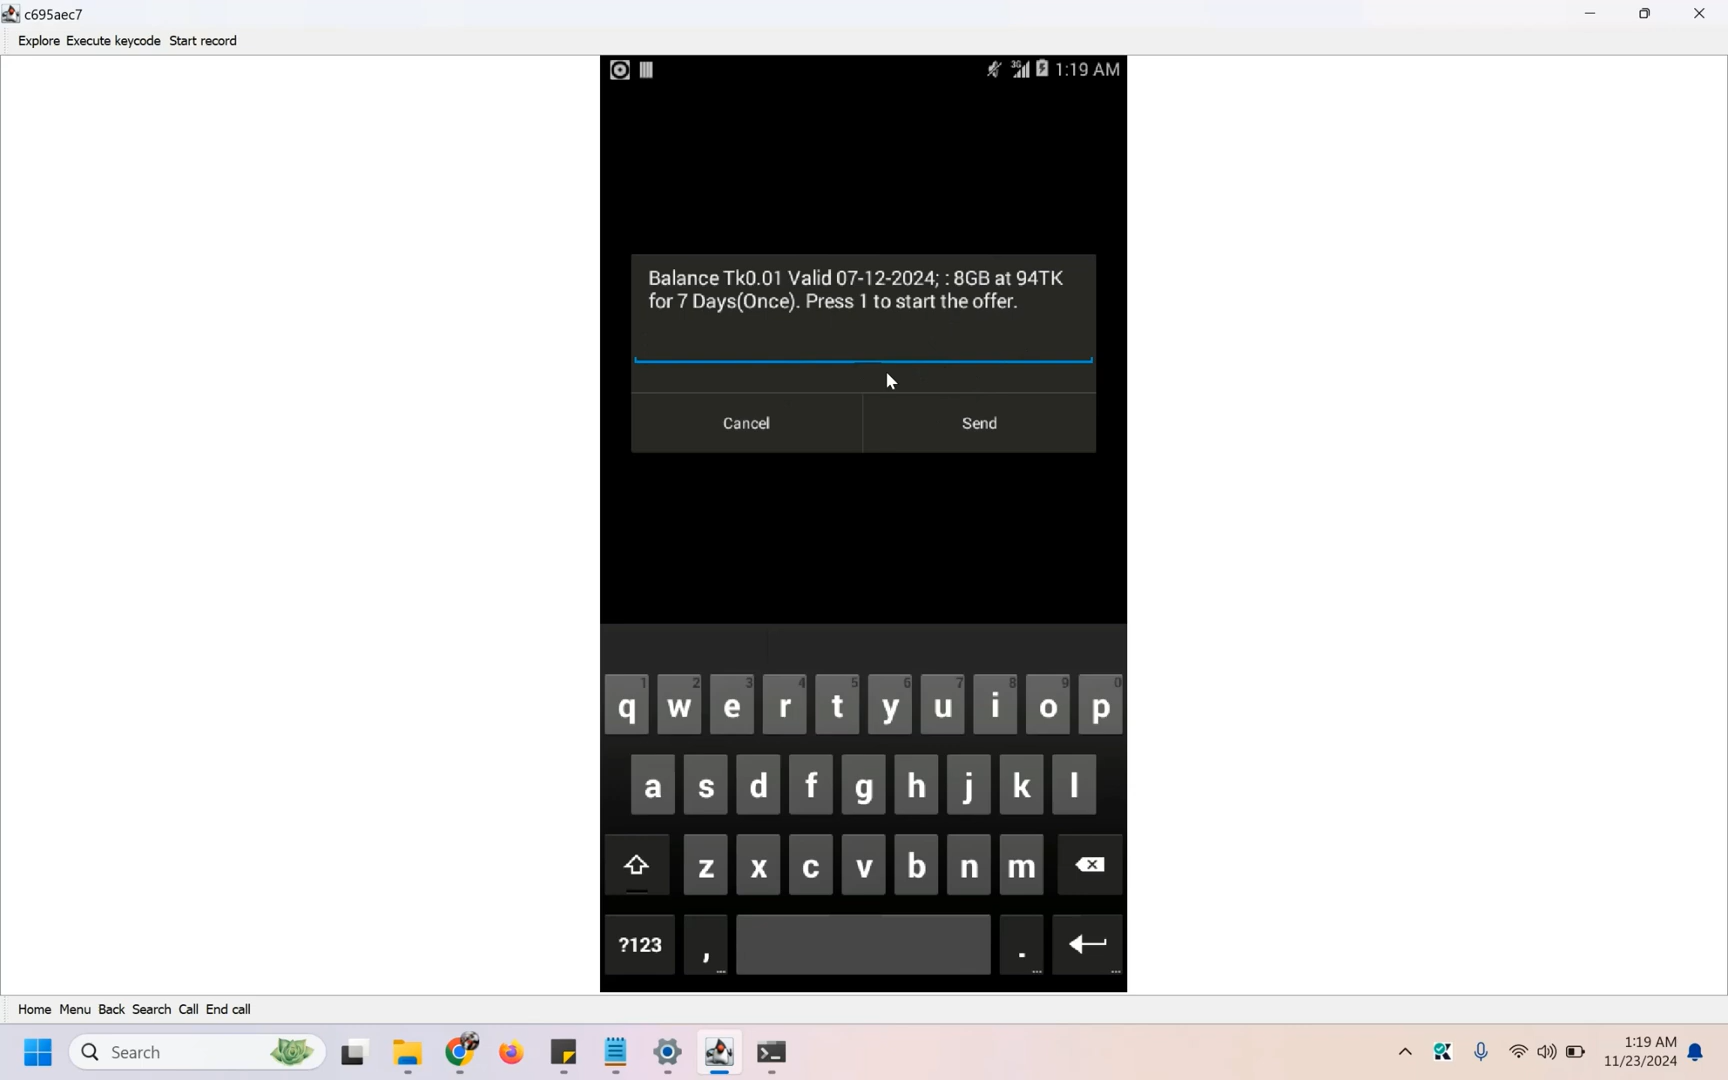 c695aec7
Explore Execute keycode Start record
1:19 AM
3G
Balance Tk0.01 Valid 07-12-2024; : 8GB at 94TK
for 7 Days(Once). Press 1 to start the offer.
Cancel Send
1 2 3 4 5 6 7 8 9 0
q w e r t y u i o p
a s d f g h j k l
z x c v b n m
?123 , ... . ... ...
Home Menu Back Search Call End call
Search
1:19 AM
11/23/2024